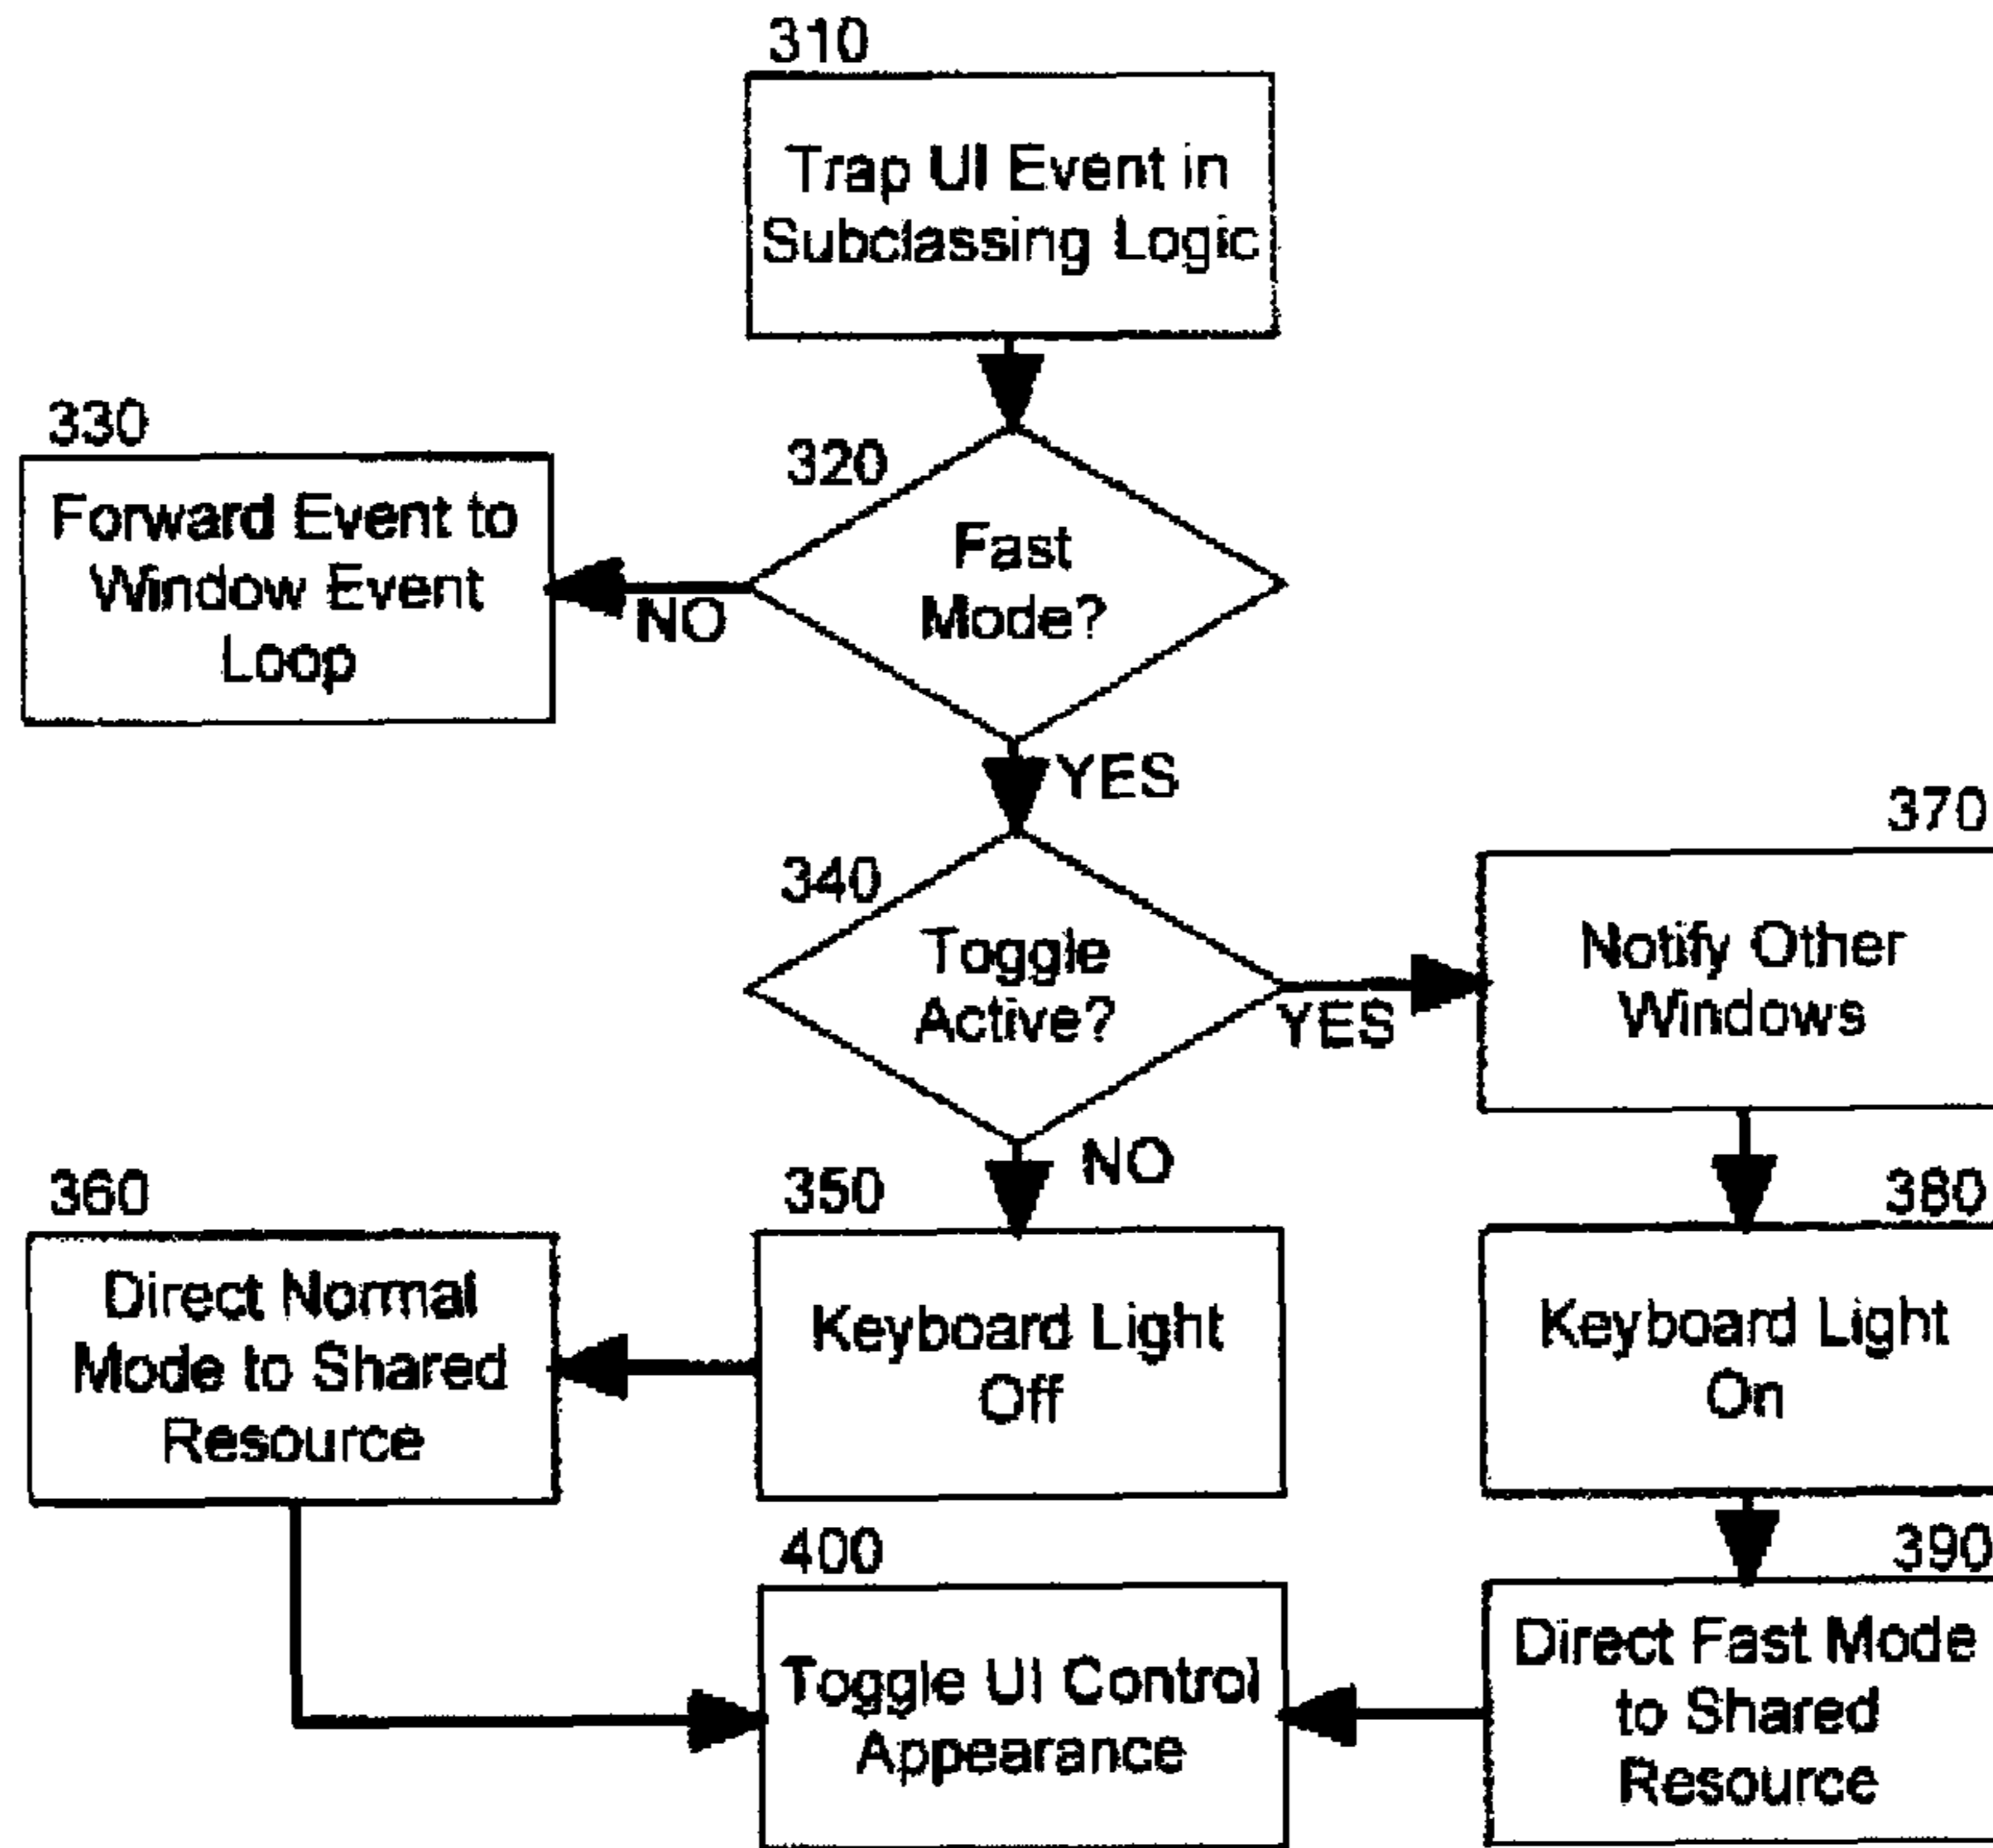 310
Trap UI Event in
Subclassing Logic
320
Fast
Mode?
NO
330
Forward Event to
Window Event
Loop
YES
340
Toggle
Active?
YES
370
Notify Other
Windows
NO
350
Keyboard Light
Off
360
Direct Normal
Mode to Shared
Resource
380
Keyboard Light
On
390
Direct Fast Mode
to Shared
Resource
400
Toggle UI Control
Appearance